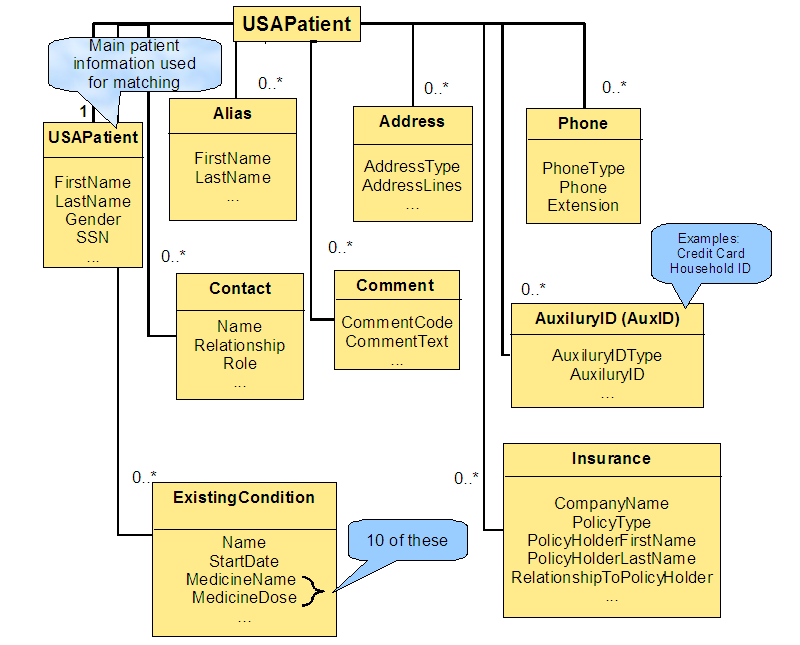 USAPatient
Main patient
information used
for matching
1
USAPatient
FirstName
LastName
Gender
SSN
...
0..*
Alias
FirstName
LastName
...
0..*
Address
AddressType
AddressLines
...
0..*
Phone
PhoneType
Phone
Extension
0..*
Contact
Name
Relationship
Role
...
0..*
Comment
CommentCode
CommentText
...
Examples:
Credit Card
Household ID
0..*
AuxiluryID (AuxID)
AuxiluryIDType
AuxiluryID
...
0..*
ExistingCondition
Name
StartDate
MedicineName
MedicineDose
...
10 of these
0..*
Insurance
CompanyName
PolicyType
PolicyHolderFirstName
PolicyHolderLastName
RelationshipToPolicyHolder
...